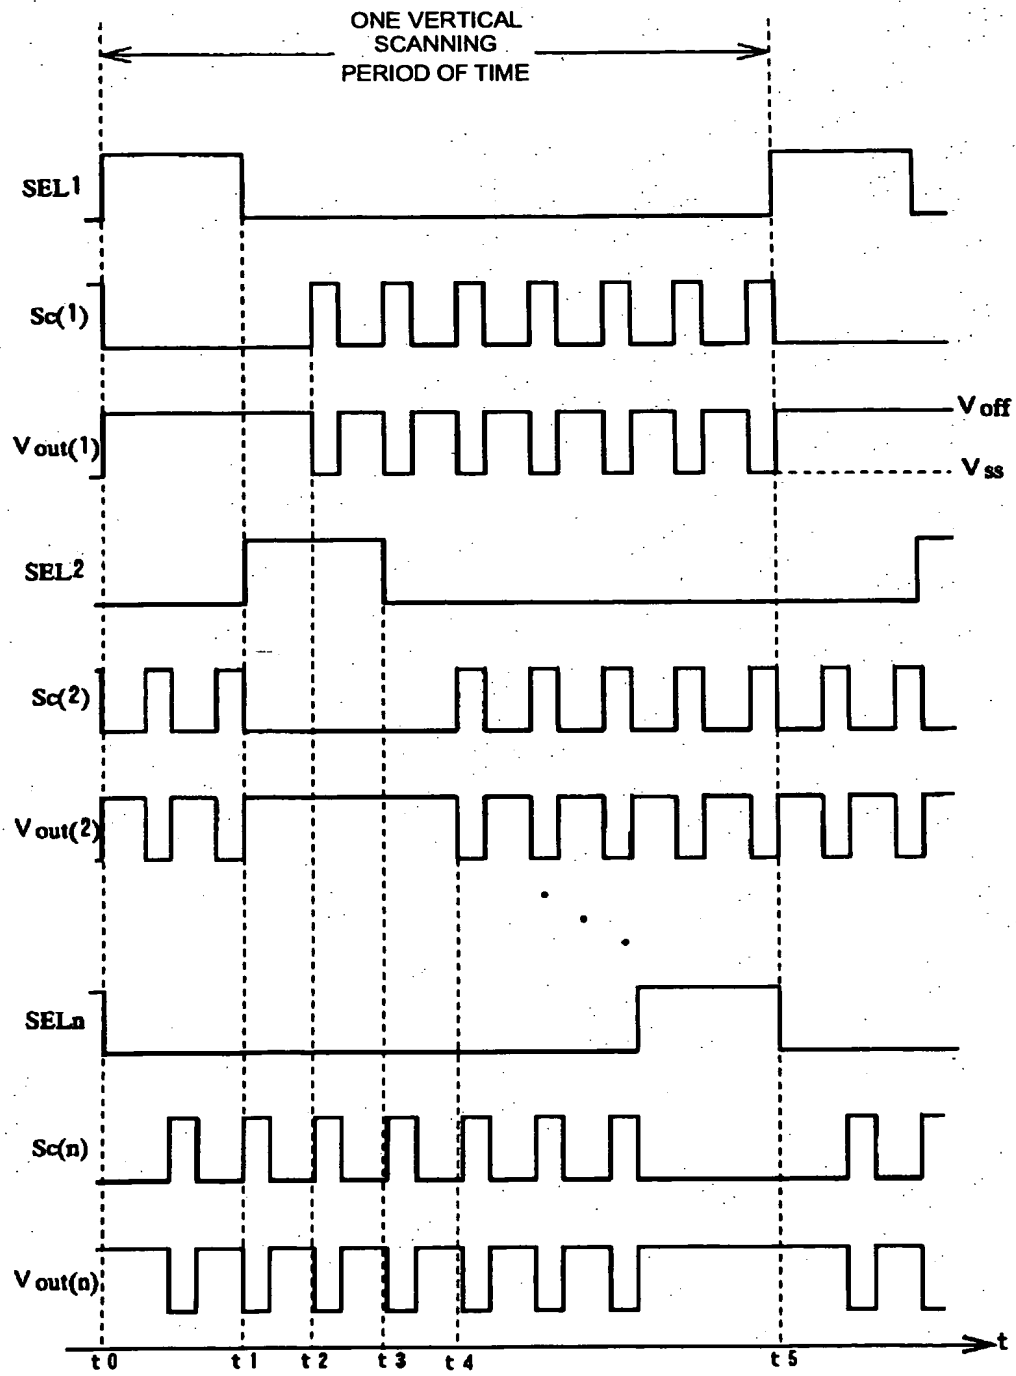 ONE VERTICAL
SCANNING
PERIOD OF TIME
SEL1
Sc(1)
Vout(1)
Voff
Vss
SEL2
Sc(2)
Vout(2)
SELn
Sc(n)
Vout(n)
t
t0 t1 t2 t3 t4 t5